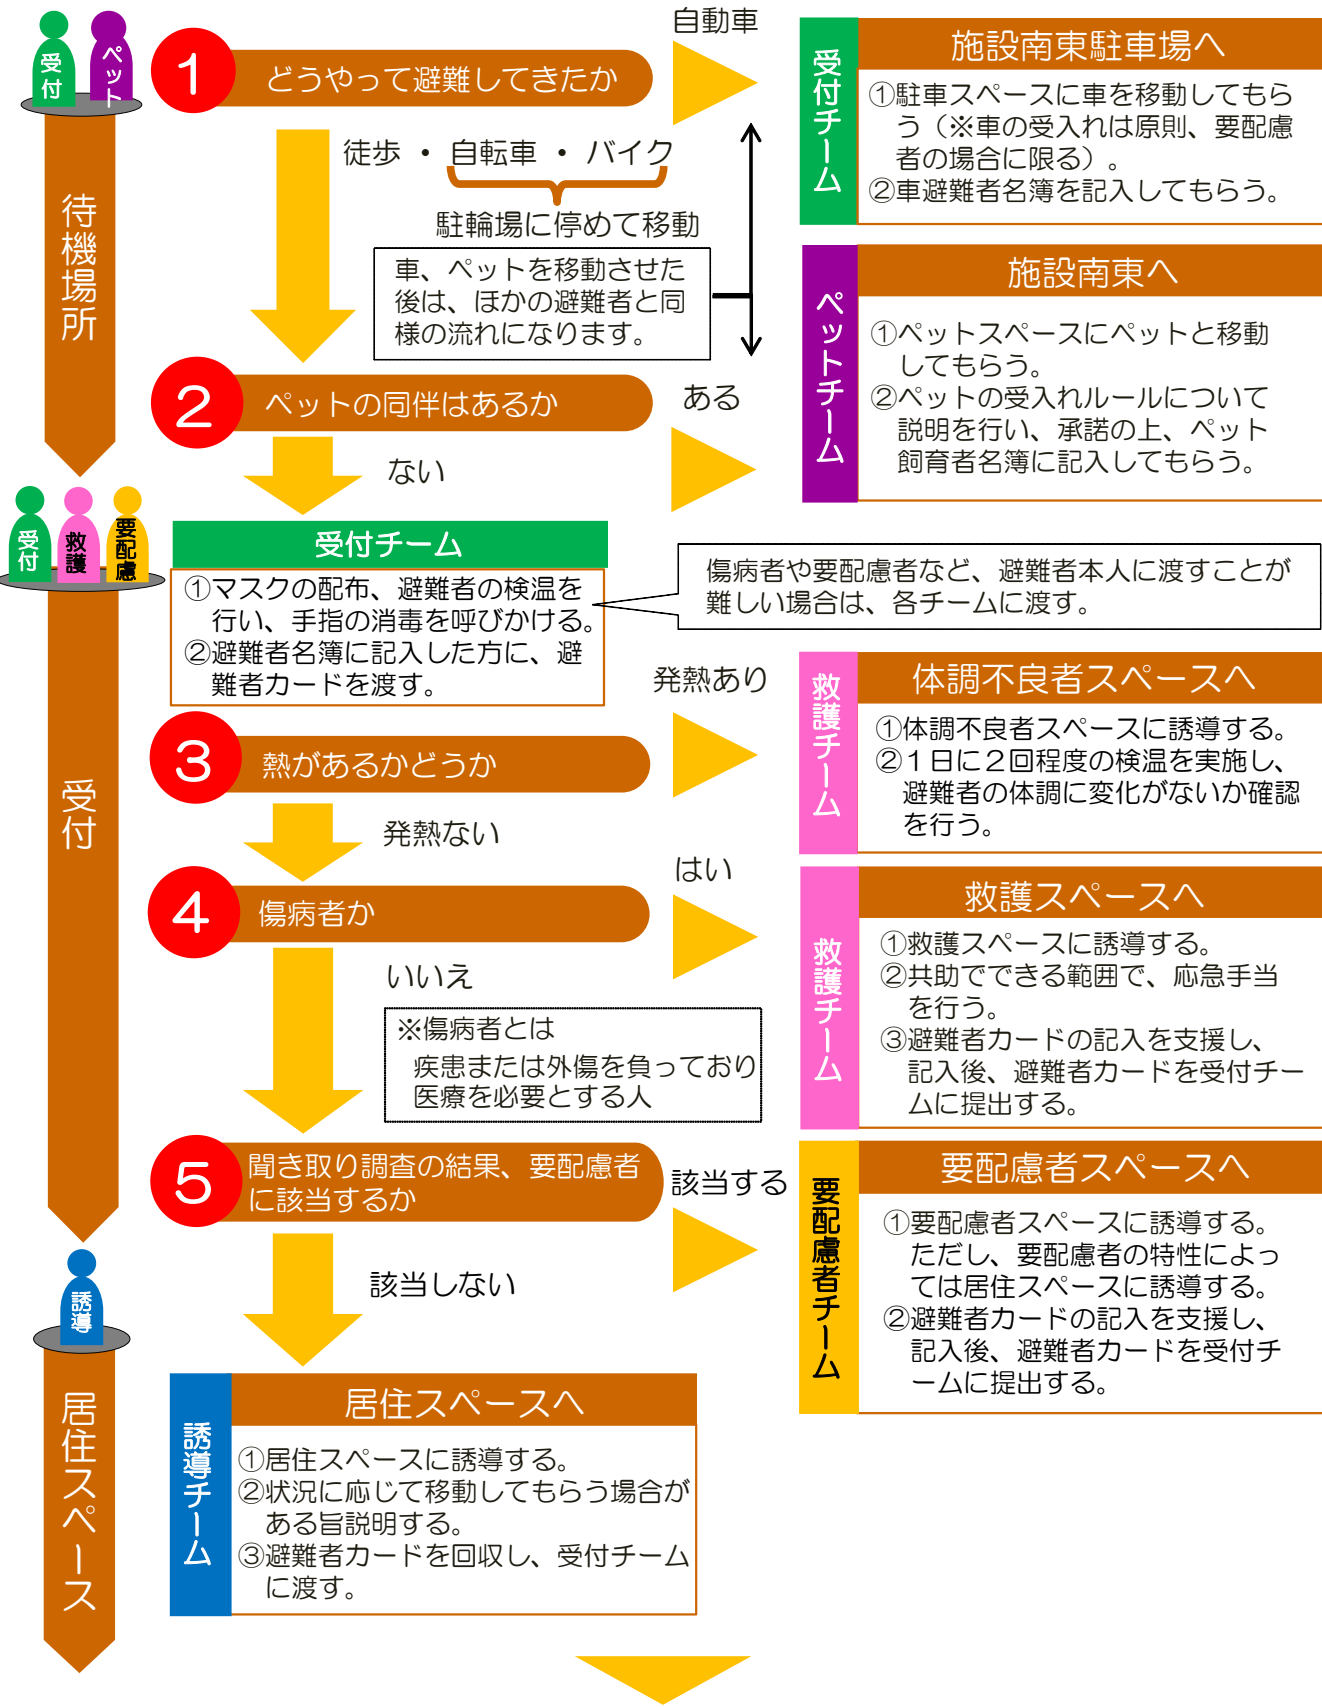 受付
ペット
待機場所
1
どうやって避難してきたか
自動車
徒歩 ・ 自転車 ・ バイク
駐輪場に停めて移動
車、ペットを移動させた
後は、ほかの避難者と同
様の流れになります。
受付チーム
施設南東駐車場へ
①駐車スペースに車を移動してもら
う（※車の受入れは原則、要配慮
者の場合に限る）。
②車避難者名簿を記入してもらう。
2
ペットの同伴はあるか
ある
ない
ペットチーム
施設南東へ
①ペットスペースにペットと移動
してもらう。
②ペットの受入れルールについて
説明を行い、承諾の上、ペット
飼育者名簿に記入してもらう。
受付
救護
要配慮
受付
受付チーム
①マスクの配布、避難者の検温を
行い、手指の消毒を呼びかける。
②避難者名簿に記入した方に、避
難者カードを渡す。
傷病者や要配慮者など、避難者本人に渡すことが
難しい場合は、各チームに渡す。
3
熱があるかどうか
発熱あり
発熱ない
救護チーム
体調不良者スペースへ
①体調不良者スペースに誘導する。
②１日に２回程度の検温を実施し、
避難者の体調に変化がないか確認
を行う。
4
傷病者か
はい
いいえ
※傷病者とは
疾患または外傷を負っており
医療を必要とする人
救護チーム
救護スペースへ
①救護スペースに誘導する。
②共助でできる範囲で、応急手当
を行う。
③避難者カードの記入を支援し、
記入後、避難者カードを受付チー
ムに提出する。
5
聞き取り調査の結果、要配慮者
に該当するか
該当する
該当しない
要配慮者チーム
要配慮者スペースへ
①要配慮者スペースに誘導する。
ただし、要配慮者の特性によっ
ては居住スペースに誘導する。
②避難者カードの記入を支援し、
記入後、避難者カードを受付チ
ームに提出する。
誘導
居住スペース
誘導チーム
居住スペースへ
①居住スペースに誘導する。
②状況に応じて移動してもらう場合が
ある旨説明する。
③避難者カードを回収し、受付チーム
に渡す。